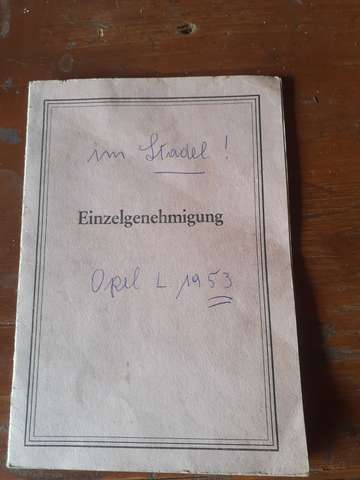 im Stadel !
Einzelgenehmigung
Opel L 1953